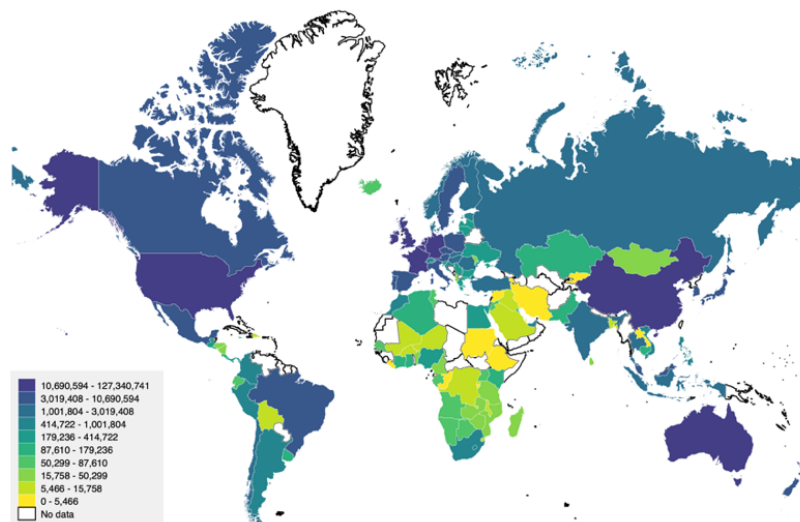 10,690,594 - 127,340,741
3,019,408 - 10,690,594
1,001,804 - 3,019,408
414,722 - 1,001,804
179,236 - 414,722
87,610 - 179,236
50,299 - 87,610
15,758 - 50,299
5,466 - 15,758
0 - 5,466
No data